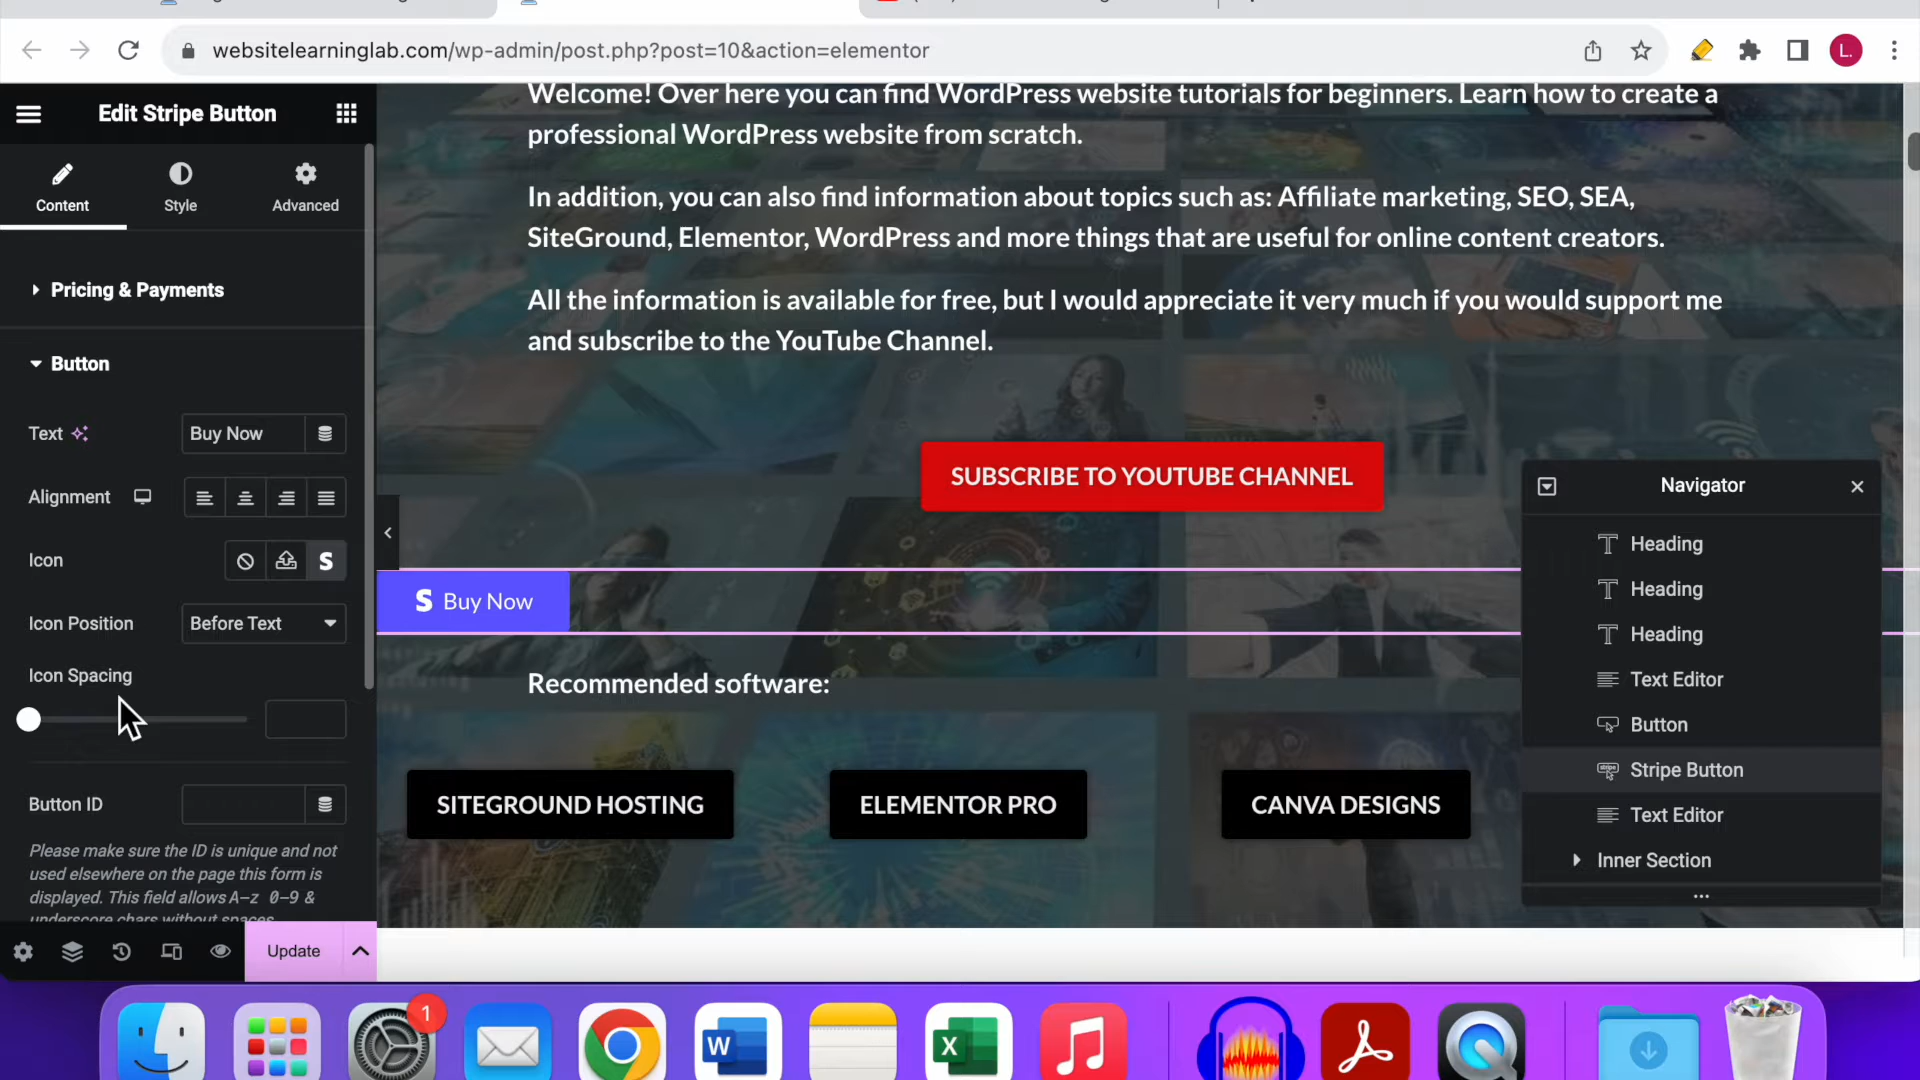 websitelearninglab.com/wp-admin/post.php?post=10&action=elementor
L.
Edit Stripe Button
Content
Style
Advanced
Pricing & Payments
Button
Text
Buy Now
Alignment
Icon
S
Icon Position
Before Text
Icon Spacing
Button ID
Please make sure the ID is unique and not
used elsewhere on the page this form is
displayed. This field allows A-z 0-9 &
underscore chars without spaces
Update
Welcome! Over here you can find WordPress website tutorials for beginners. Learn how to create a
professional WordPress website from scratch.
In addition, you can also find information about topics such as: Affiliate marketing, SEO, SEA,
SiteGround, Elementor, WordPress and more things that are useful for online content creators.
All the information is available for free, but I would appreciate it very much if you would support me
and subscribe to the YouTube Channel.
SUBSCRIBE TO YOUTUBE CHANNEL
S Buy Now
Recommended software:
SITEGROUND HOSTING
ELEMENTOR PRO
CANVA DESIGNS
Navigator
Heading
Heading
Heading
Text Editor
Button
Stripe Button
Text Editor
Inner Section
1
W
X